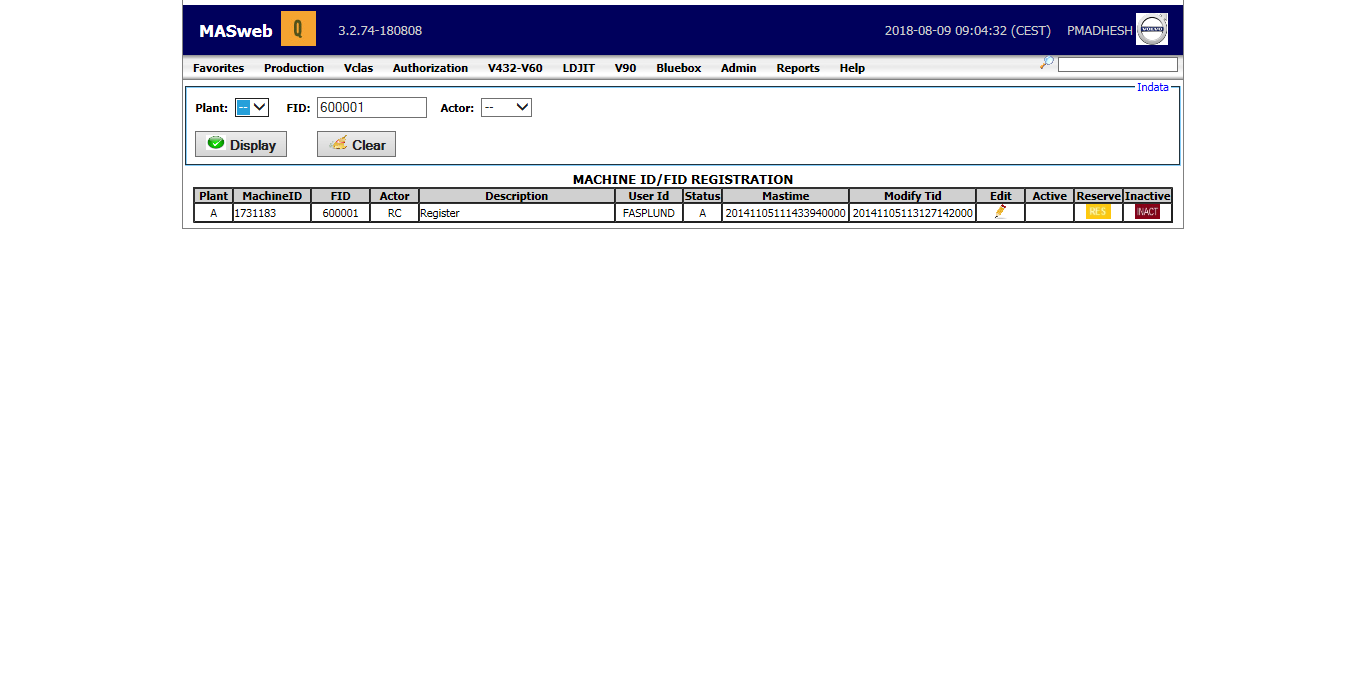 MASweb Q 3.2.74-180808 2018-08-09 09:04:32 (CEST) PMADHESH VOLVO
Favorites Production Vclas Authorization V432-V60 LDJIT V90 Bluebox Admin Reports Help
Indata
Plant: -- FID: 600001 Actor: --
Display Clear
MACHINE ID/FID REGISTRATION
Plant MachineID FID Actor Description User Id Status Mastime Modify Tid Edit Active Reserve Inactive
A 1731183 600001 RC Register FASPLUND A 20141105111433940000 20141105113127142000 RES INACT